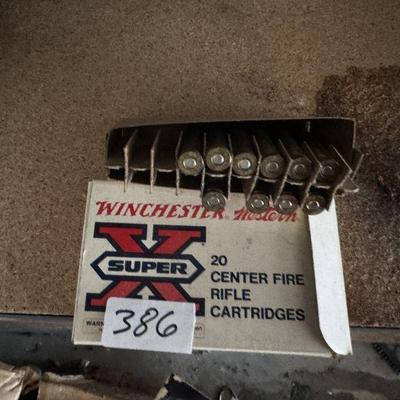 WINCHESTER Western
X
SUPER
20
CENTER FIRE
RIFLE
CARTRIDGES
386